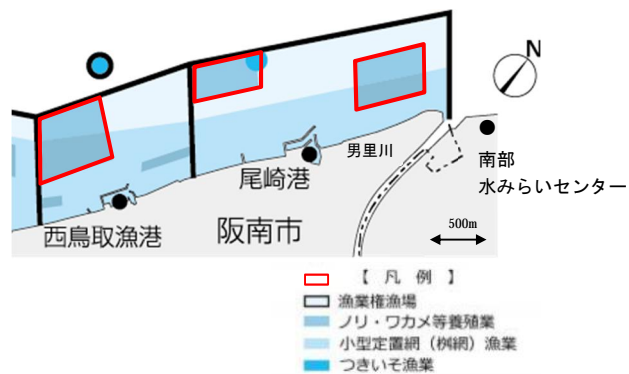 N
男里川
南部
水みらいセンター
尾崎港
500m
西鳥取漁港
阪南市
【 凡 例 】
漁業権漁場
ノリ・ワカメ等養殖業
小型定置網（桝網）漁業
つきいそ漁業